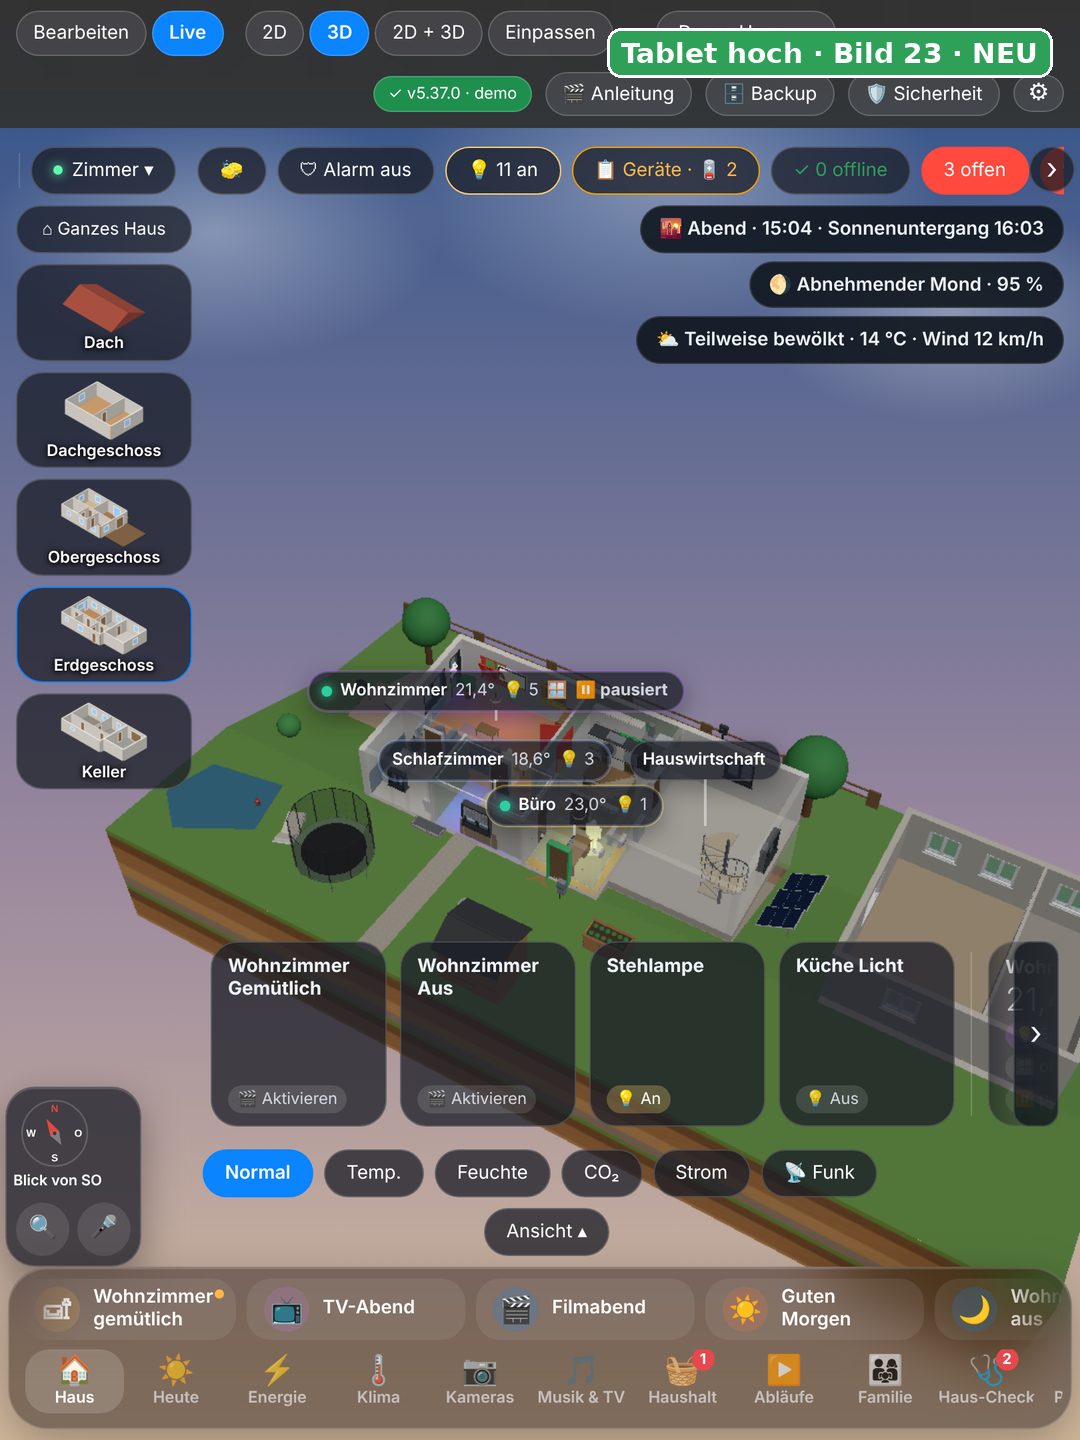 Bearbeiten Live 2D 3D 2D + 3D Einpassen
Tablet hoch · Bild 23 · NEU
✓ v5.37.0 · demo 🎬 Anleitung 🗄️ Backup 🛡️ Sicherheit ⚙
Zimmer ▾ 🧽 🛡 Alarm aus 💡 11 an 📋 Geräte · 🪫 2 ✓ 0 offline 3 offen ›
⌂ Ganzes Haus
🌇 Abend · 15:04 · Sonnenuntergang 16:03
🌖 Abnehmender Mond · 95 %
⛅ Teilweise bewölkt · 14 °C · Wind 12 km/h
Dach
Dachgeschoss
Obergeschoss
Erdgeschoss
Keller
Wohnzimmer 21,4° 💡 5 🪟 ⏸ pausiert
Schlafzimmer 18,6° 💡 3
Hauswirtschaft
Büro 23,0° 💡 1
Wohnzimmer
Gemütlich
🎬 Aktivieren
Wohnzimmer
Aus
🎬 Aktivieren
Stehlampe
💡 An
Küche Licht
💡 Aus
›
N
W O
S
Blick von SO
🔍 🎤
Normal Temp. Feuchte CO₂ Strom 📡 Funk
Ansicht ▴
Wohnzimmer
gemütlich
TV-Abend
Filmabend
Guten
Morgen
aus
Haus Heute Energie Klima Kameras Musik & TV Haushalt 1 Abläufe Familie Haus-Check 2